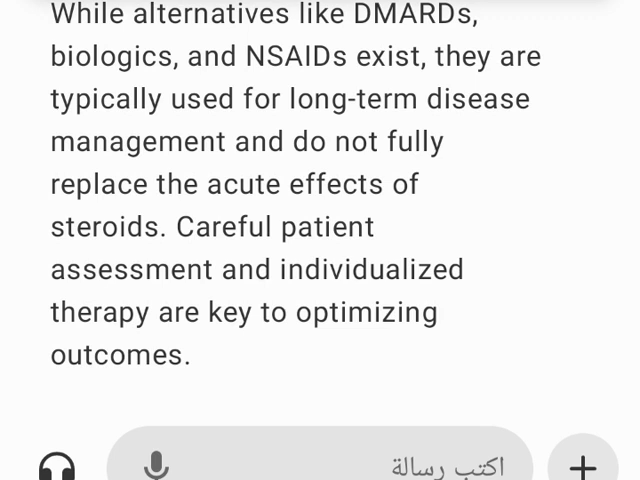 While alternatives like DMARDs,
biologics, and NSAIDs exist, they are
typically used for long-term disease
management and do not fully
replace the acute effects of
steroids. Careful patient
assessment and individualized
therapy are key to optimizing
outcomes.
اكتب رسالة